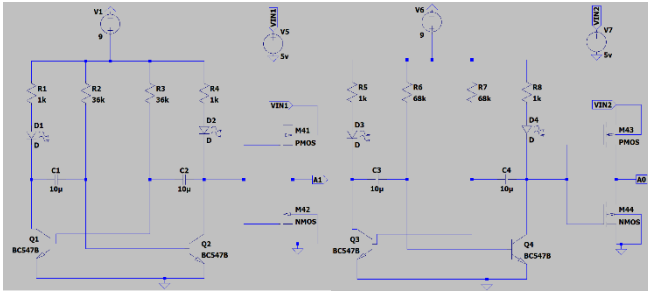 V1
9
VIN1
V5
5v
V6
9
VIN2
V7
5v
R1
1k
R2
36k
R3
36k
R4
1k
R5
1k
R6
68k
R7
68k
R8
1k
VIN1
VIN2
D1
D
D2
D
D3
D
D4
D
M41
PMOS
M43
PMOS
C1
10µ
C2
10µ
A1
C3
10µ
C4
10µ
A0
M42
NMOS
M44
NMOS
Q1
BC547B
Q2
BC547B
Q3
BC547B
Q4
BC547B